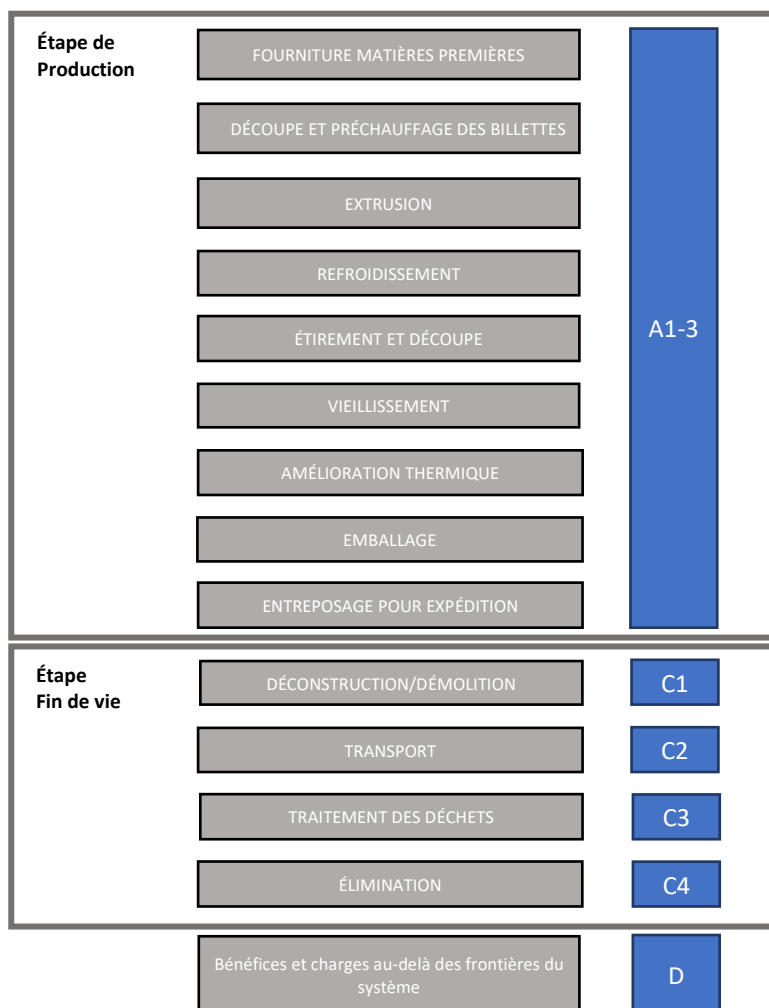 Étape de
Production
FOURNITURE MATIÈRES PREMIÈRES
DÉCOUPE ET PRÉCHAUFFAGE DES BILLETTES
EXTRUSION
REFROIDISSEMENT
ÉTIREMENT ET DÉCOUPE
A1-3
VIEILLISSEMENT
AMÉLIORATION THERMIQUE
EMBALLAGE
ENTREPOSAGE POUR EXPÉDITION
Étape
Fin de vie
DÉCONSTRUCTION/DÉMOLITION
C1
TRANSPORT
C2
TRAITEMENT DES DÉCHETS
C3
ÉLIMINATION
C4
Bénéfices et charges au-delà des frontières du
système
D